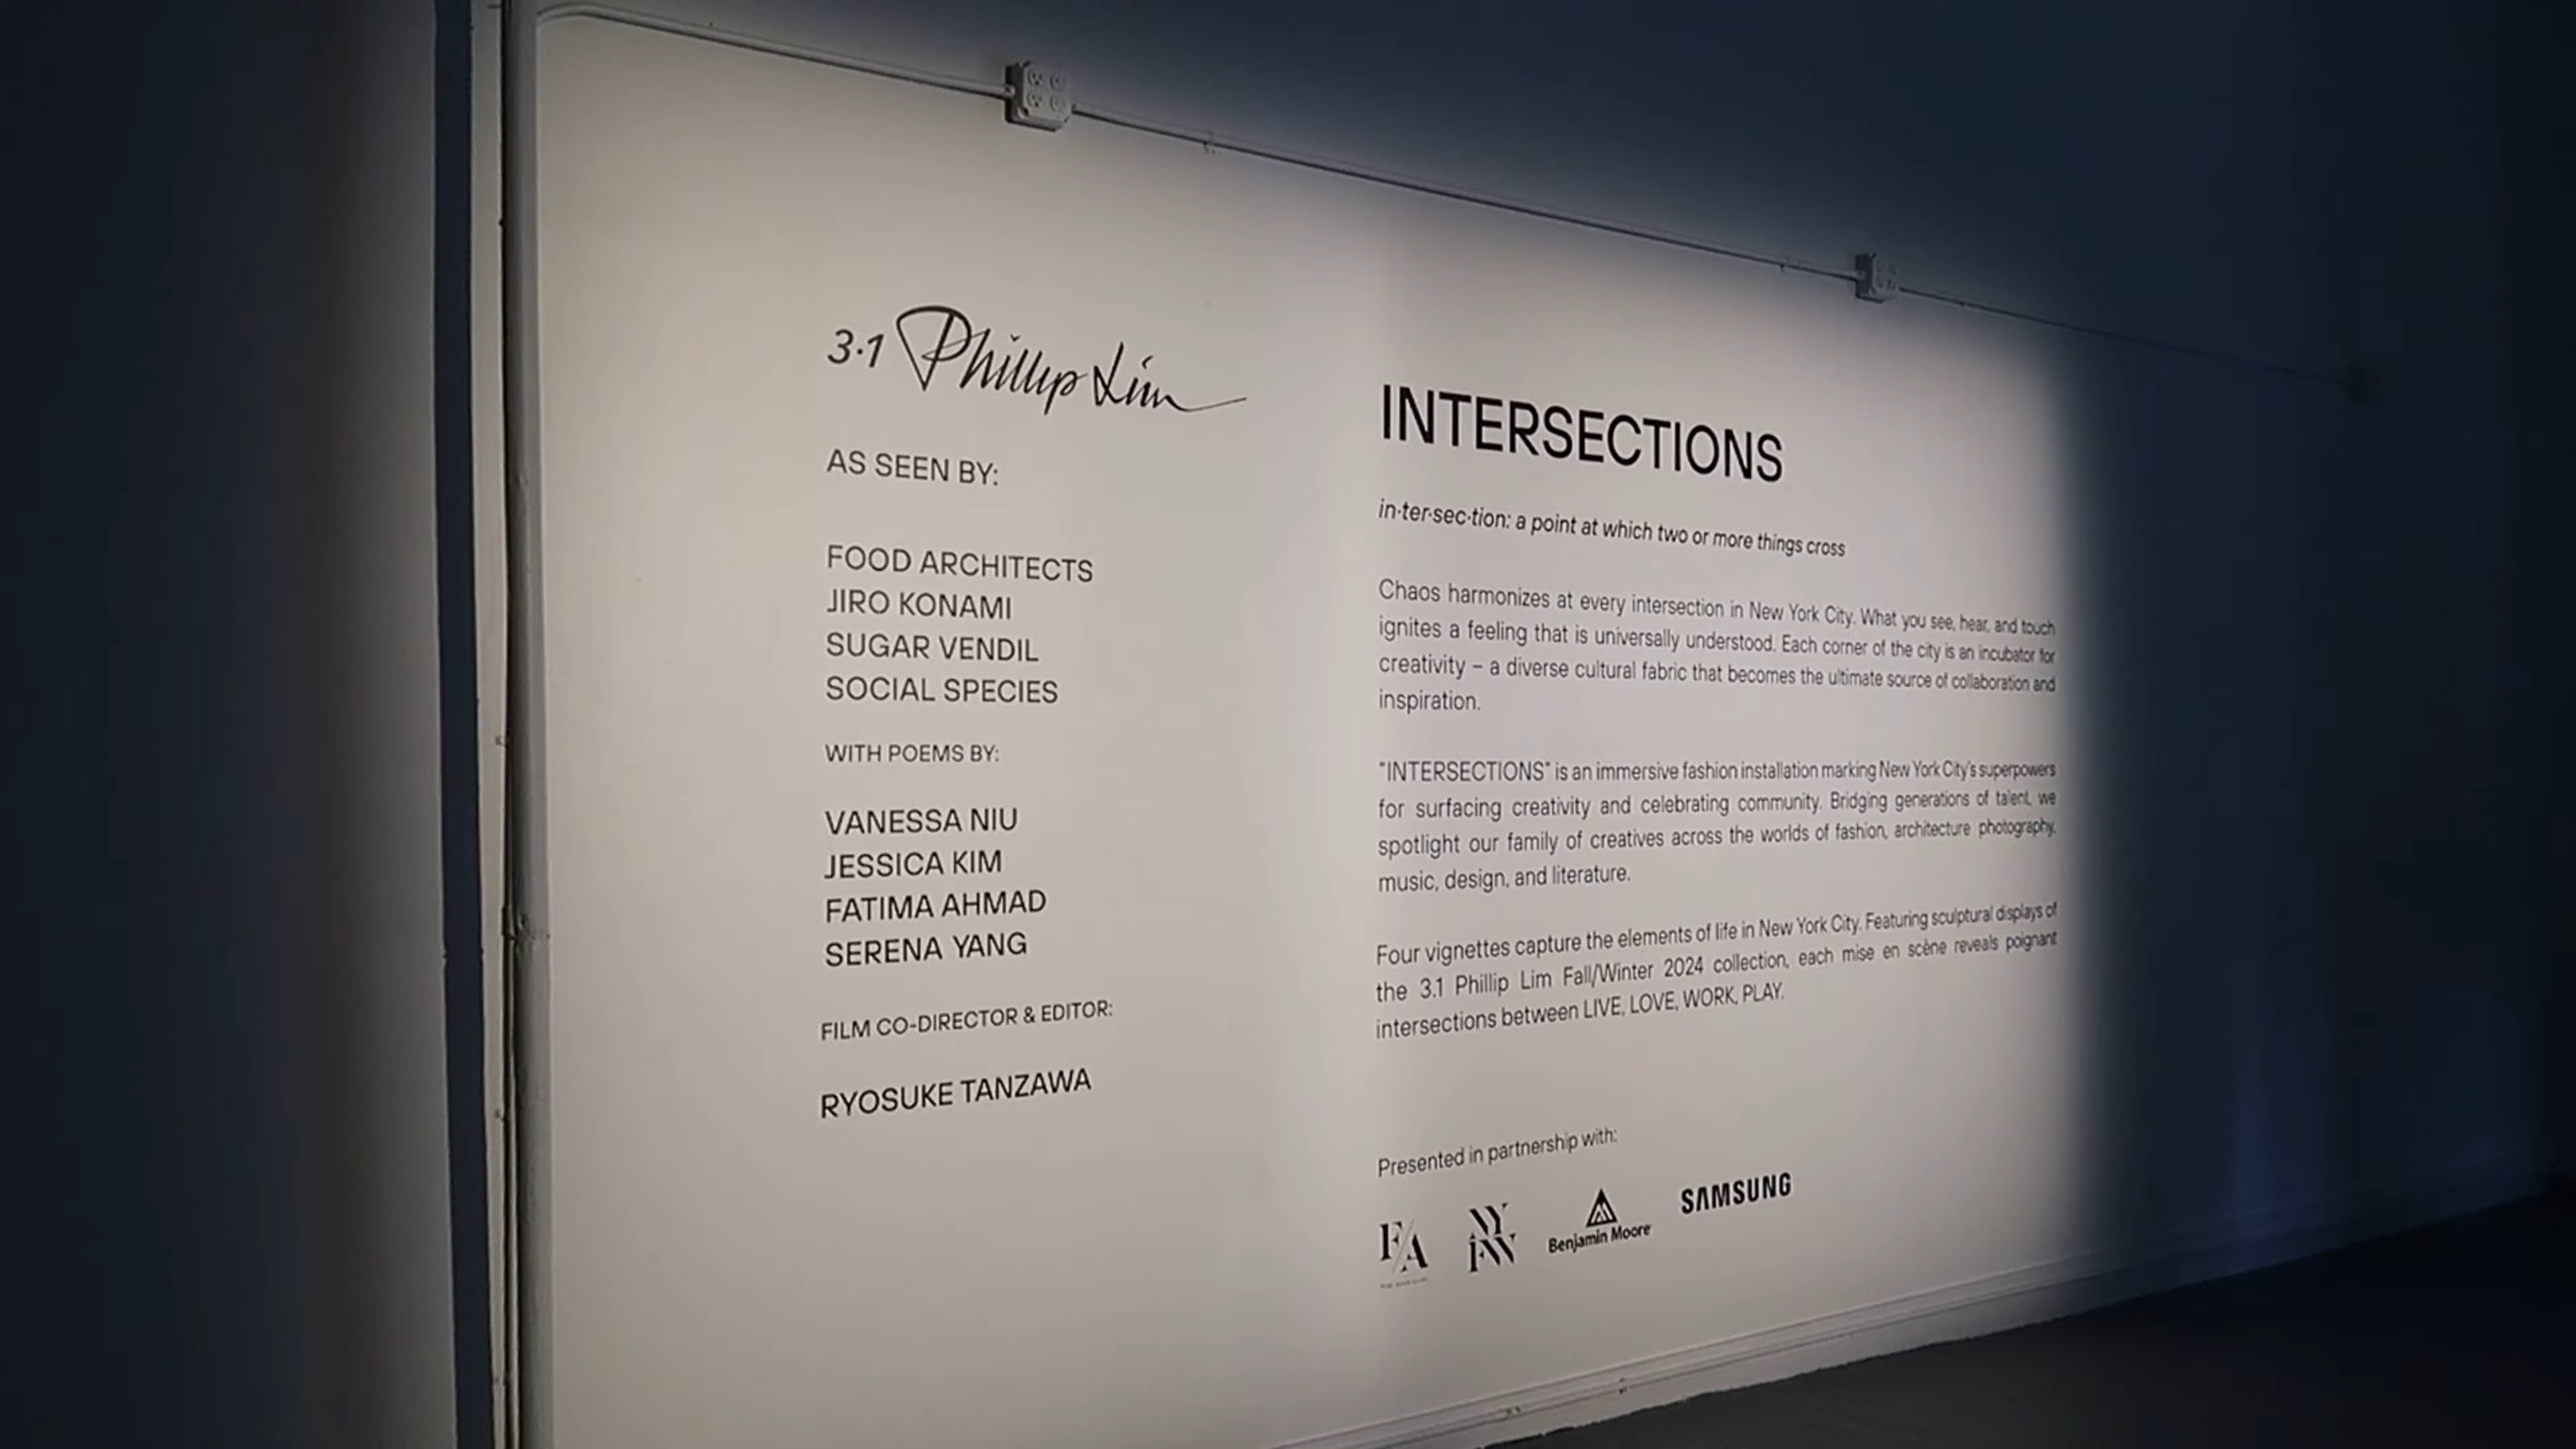 3.1 Phillip Lim
AS SEEN BY:
FOOD ARCHITECTS
JIRO KONAMI
SUGAR VENDIL
SOCIAL SPECIES
WITH POEMS BY:
VANESSA NIU
JESSICA KIM
FATIMA AHMAD
SERENA YANG
FILM CO-DIRECTOR & EDITOR:
RYOSUKE TANZAWA
INTERSECTIONS
in·ter·sec·tion: a point at which two or more things cross
Chaos harmonizes at every intersection in New York City. What you see, hear, and touch
ignites a feeling that is universally understood. Each corner of the city is an incubator for
creativity – a diverse cultural fabric that becomes the ultimate source of collaboration and
inspiration.
"INTERSECTIONS" is an immersive fashion installation marking New York City's superpowers
for surfacing creativity and celebrating community. Bridging generations of talent, we
spotlight our family of creatives across the worlds of fashion, architecture photography,
music, design, and literature.
Four vignettes capture the elements of life in New York City. Featuring sculptural displays of
the 3.1 Phillip Lim Fall/Winter 2024 collection, each mise en scène reveals poignant
intersections between LIVE, LOVE, WORK, PLAY.
Presented in partnership with:
F/A
NY
FW
Benjamin Moore
SAMSUNG